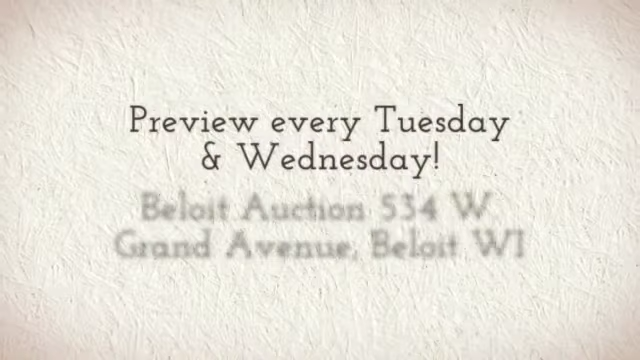 Preview every Tuesday
& Wednesday!
Beloit Auction 534 W.
Grand Avenue, Beloit WI